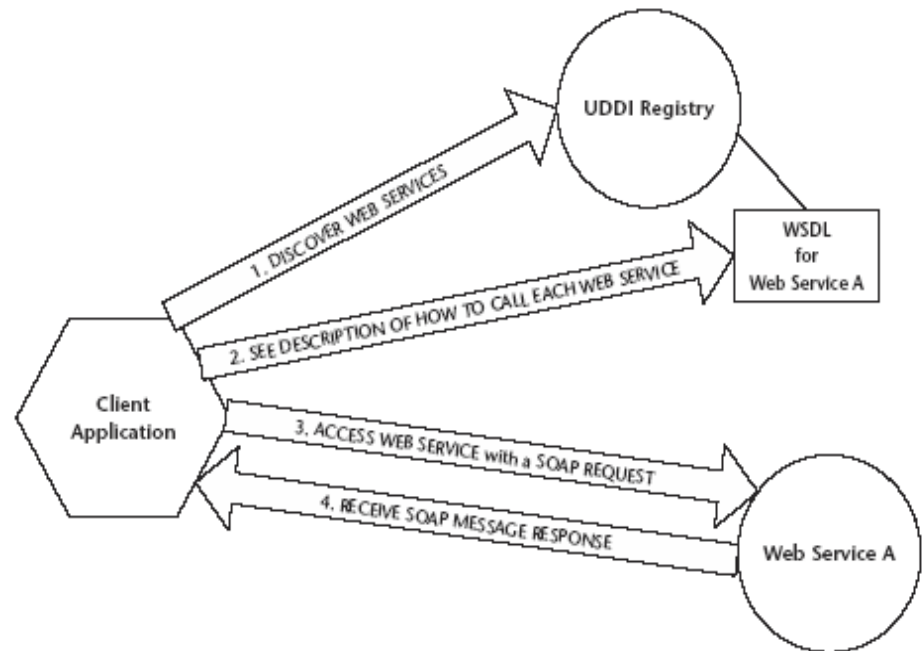 UDDI Registry
1. DISCOVER WEB SERVICES
WSDL
for
Web Service A
2. SEE DESCRIPTION OF HOW TO CALL EACH WEB SERVICE
Client
Application
3. ACCESS WEB SERVICE with a SOAP REQUEST
4. RECEIVE SOAP MESSAGE RESPONSE
Web Service A